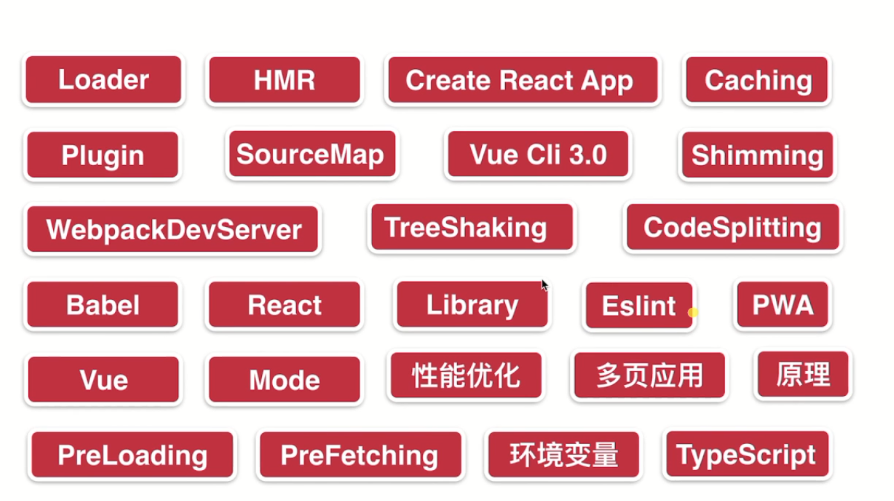 Loader HMR Create React App Caching
Plugin SourceMap Vue Cli 3.0 Shimming
WebpackDevServer TreeShaking CodeSplitting
Babel React Library Eslint PWA
Vue Mode 性能优化 多页应用 原理
PreLoading PreFetching 环境变量 TypeScript